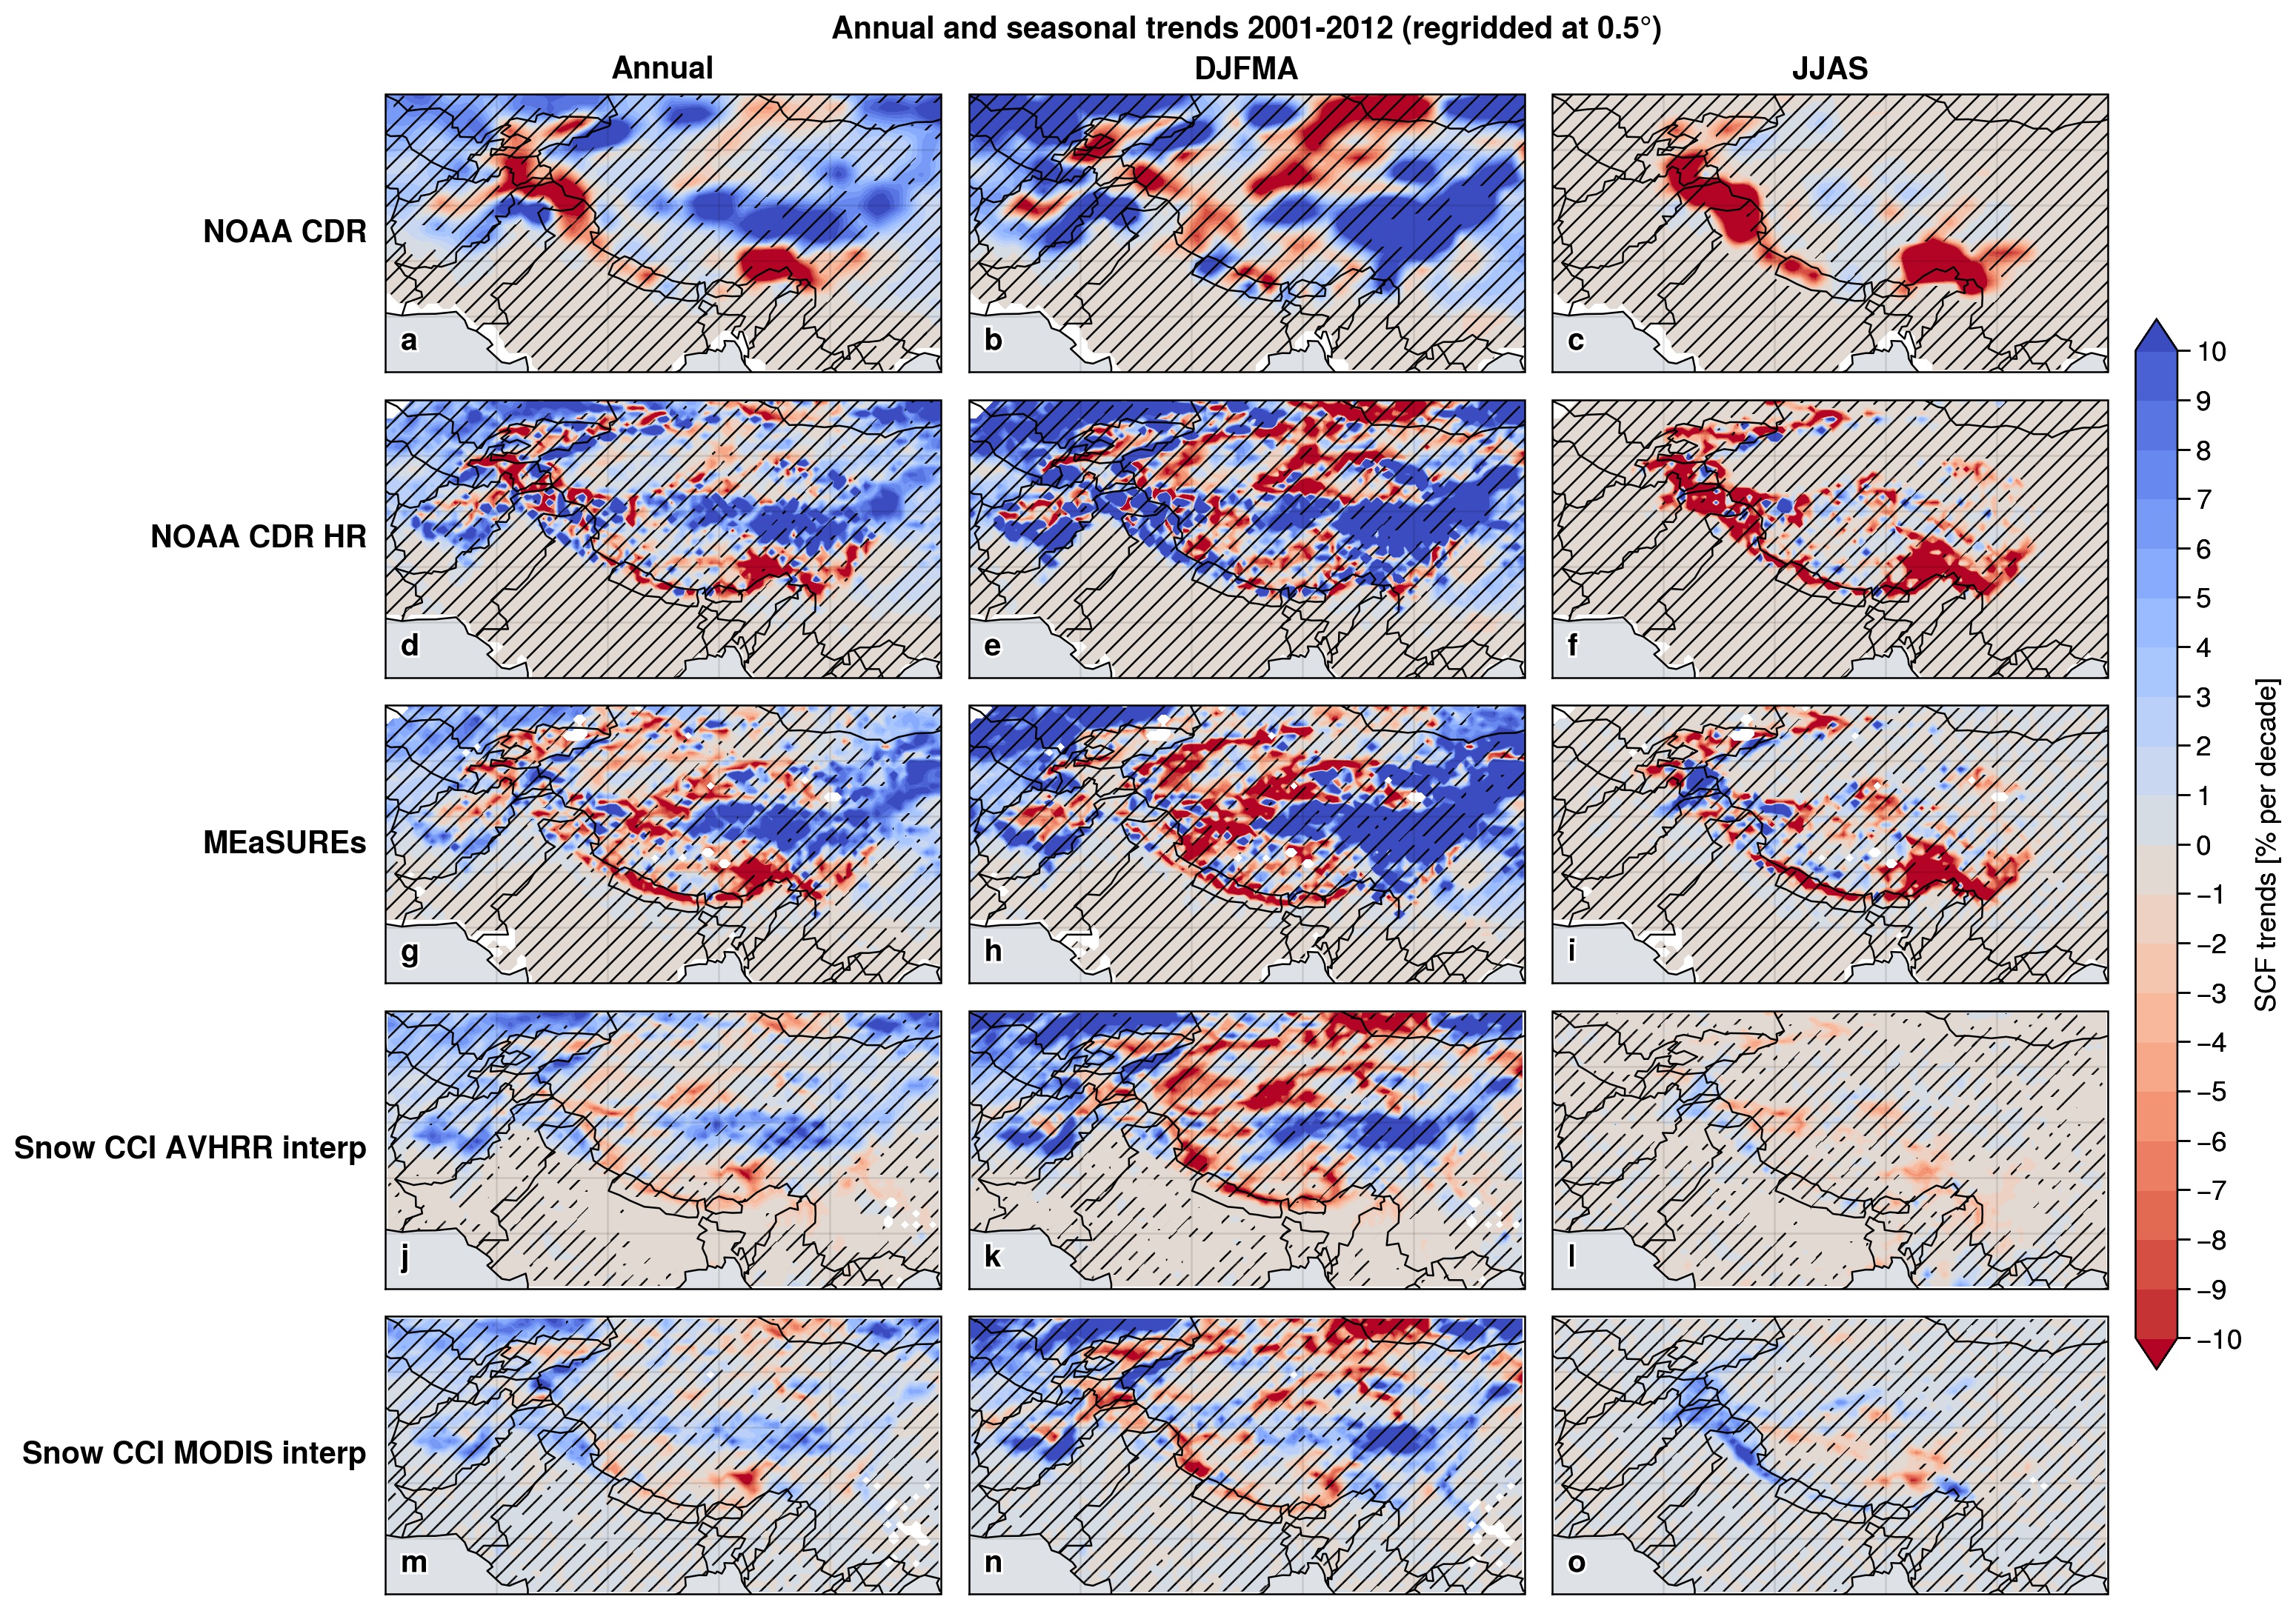 Annual and seasonal trends 2001-2012 (regridded at 0.5°)
Annual
DJFMA
JJAS
NOAA CDR
a
b
c
NOAA CDR HR
d
e
f
MEaSUREs
g
h
i
Snow CCI AVHRR interp
j
k
l
Snow CCI MODIS interp
m
n
o
10
9
8
7
6
5
4
3
2
1
0
−1
−2
−3
−4
−5
−6
−7
−8
−9
−10
SCF trends [% per decade]